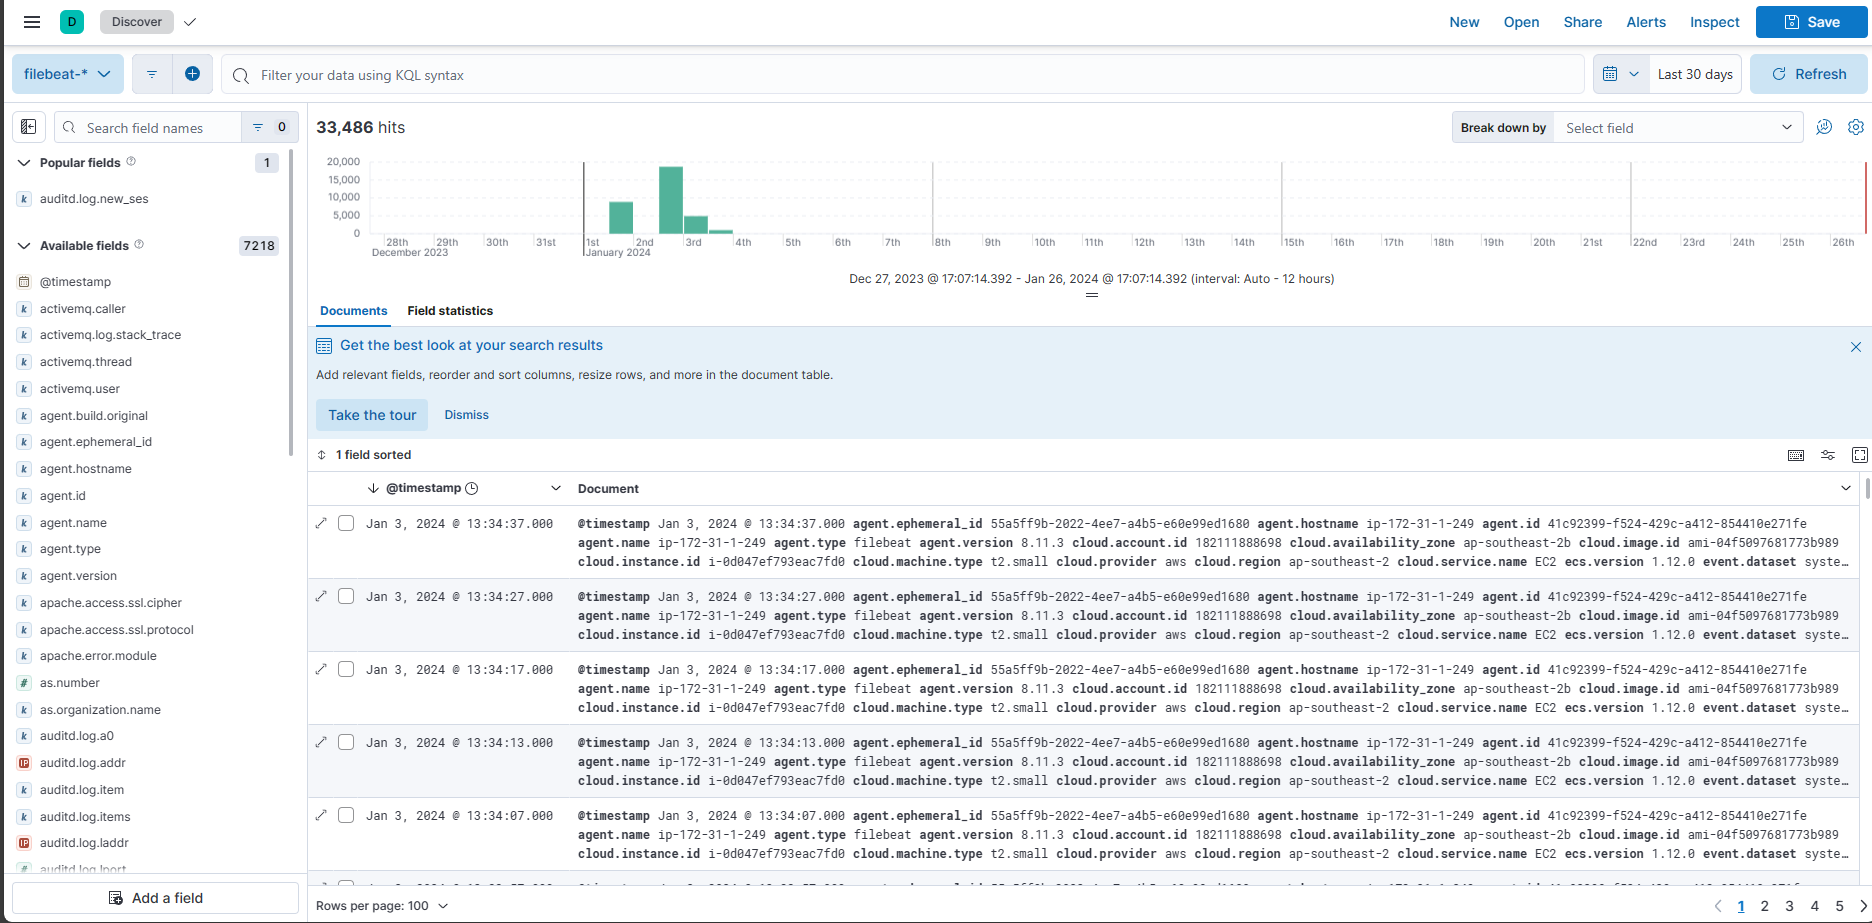 D Discover New Open Share Alerts Inspect Save
filebeat-* Filter your data using KQL syntax Last 30 days Refresh
Search field names 0
Popular fields 1
auditd.log.new_ses
Available fields 7218
@timestamp
activemq.caller
activemq.log.stack_trace
activemq.thread
activemq.user
agent.build.original
agent.ephemeral_id
agent.hostname
agent.id
agent.name
agent.type
agent.version
apache.access.ssl.cipher
apache.access.ssl.protocol
apache.error.module
as.number
as.organization.name
auditd.log.a0
auditd.log.addr
auditd.log.item
auditd.log.items
auditd.log.laddr
auditd.log.lport
Add a field
33,486 hits
Break down by Select field
20,000
15,000
10,000
5,000
0
28th 29th 30th 31st 1st 2nd 3rd 4th 5th 6th 7th 8th 9th 10th 11th 12th 13th 14th 15th 16th 17th 18th 19th 20th 21st 22nd 23rd 24th 25th 26th
December 2023 January 2024
Dec 27, 2023 @ 17:07:14.392 - Jan 26, 2024 @ 17:07:14.392 (interval: Auto - 12 hours)
Documents Field statistics
Get the best look at your search results
Add relevant fields, reorder and sort columns, resize rows, and more in the document table.
Take the tour Dismiss
1 field sorted
@timestamp Document
Jan 3, 2024 @ 13:34:37.000 @timestamp Jan 3, 2024 @ 13:34:37.000 agent.ephemeral_id 55a5ff9b-2022-4ee7-a4b5-e60e99ed1680 agent.hostname ip-172-31-1-249 agent.id 41c92399-f524-429c-a412-854410e271fe
agent.name ip-172-31-1-249 agent.type filebeat agent.version 8.11.3 cloud.account.id 182111888698 cloud.availability_zone ap-southeast-2b cloud.image.id ami-04f5097681773b989
cloud.instance.id i-0d047ef793eac7fd0 cloud.machine.type t2.small cloud.provider aws cloud.region ap-southeast-2 cloud.service.name EC2 ecs.version 1.12.0 event.dataset syste…
Jan 3, 2024 @ 13:34:27.000 @timestamp Jan 3, 2024 @ 13:34:27.000 agent.ephemeral_id 55a5ff9b-2022-4ee7-a4b5-e60e99ed1680 agent.hostname ip-172-31-1-249 agent.id 41c92399-f524-429c-a412-854410e271fe
agent.name ip-172-31-1-249 agent.type filebeat agent.version 8.11.3 cloud.account.id 182111888698 cloud.availability_zone ap-southeast-2b cloud.image.id ami-04f5097681773b989
cloud.instance.id i-0d047ef793eac7fd0 cloud.machine.type t2.small cloud.provider aws cloud.region ap-southeast-2 cloud.service.name EC2 ecs.version 1.12.0 event.dataset syste…
Jan 3, 2024 @ 13:34:17.000 @timestamp Jan 3, 2024 @ 13:34:17.000 agent.ephemeral_id 55a5ff9b-2022-4ee7-a4b5-e60e99ed1680 agent.hostname ip-172-31-1-249 agent.id 41c92399-f524-429c-a412-854410e271fe
agent.name ip-172-31-1-249 agent.type filebeat agent.version 8.11.3 cloud.account.id 182111888698 cloud.availability_zone ap-southeast-2b cloud.image.id ami-04f5097681773b989
cloud.instance.id i-0d047ef793eac7fd0 cloud.machine.type t2.small cloud.provider aws cloud.region ap-southeast-2 cloud.service.name EC2 ecs.version 1.12.0 event.dataset syste…
Jan 3, 2024 @ 13:34:13.000 @timestamp Jan 3, 2024 @ 13:34:13.000 agent.ephemeral_id 55a5ff9b-2022-4ee7-a4b5-e60e99ed1680 agent.hostname ip-172-31-1-249 agent.id 41c92399-f524-429c-a412-854410e271fe
agent.name ip-172-31-1-249 agent.type filebeat agent.version 8.11.3 cloud.account.id 182111888698 cloud.availability_zone ap-southeast-2b cloud.image.id ami-04f5097681773b989
cloud.instance.id i-0d047ef793eac7fd0 cloud.machine.type t2.small cloud.provider aws cloud.region ap-southeast-2 cloud.service.name EC2 ecs.version 1.12.0 event.dataset syste…
Jan 3, 2024 @ 13:34:07.000 @timestamp Jan 3, 2024 @ 13:34:07.000 agent.ephemeral_id 55a5ff9b-2022-4ee7-a4b5-e60e99ed1680 agent.hostname ip-172-31-1-249 agent.id 41c92399-f524-429c-a412-854410e271fe
agent.name ip-172-31-1-249 agent.type filebeat agent.version 8.11.3 cloud.account.id 182111888698 cloud.availability_zone ap-southeast-2b cloud.image.id ami-04f5097681773b989
cloud.instance.id i-0d047ef793eac7fd0 cloud.machine.type t2.small cloud.provider aws cloud.region ap-southeast-2 cloud.service.name EC2 ecs.version 1.12.0 event.dataset syste…
Rows per page: 100 1 2 3 4 5